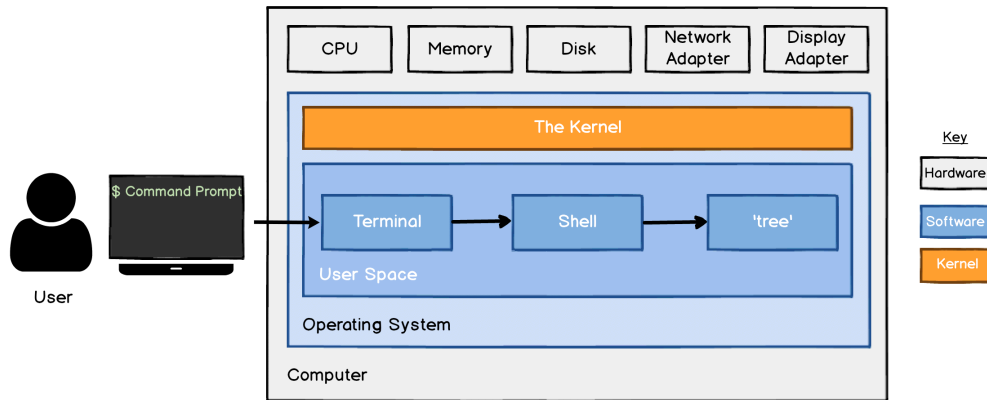 CPU
Memory
Disk
Network
Adapter
Display
Adapter
The Kernel
Key
Hardware
$ Command Prompt
Terminal
Shell
'tree'
Software
User Space
Kernel
User
Operating System
Computer